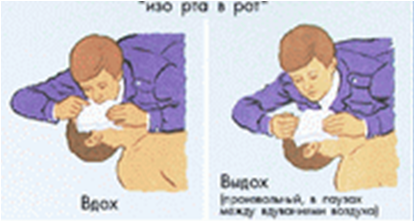 "изо рта в рот"
Вдох
Выдох
(произвольный, в паузах
между вдуваниями воздуха)